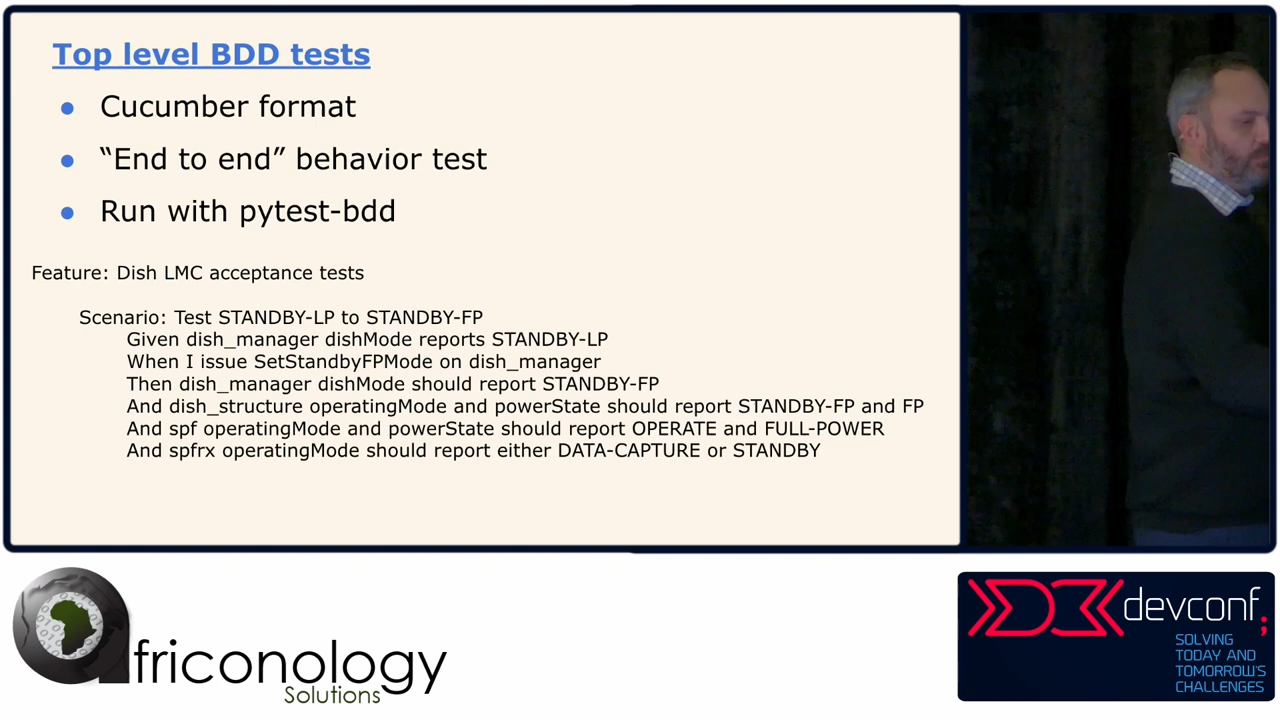 Top level BDD tests
● Cucumber format
● “End to end” behavior test
● Run with pytest-bdd
Feature: Dish LMC acceptance tests
Scenario: Test STANDBY-LP to STANDBY-FP
Given dish_manager dishMode reports STANDBY-LP
When I issue SetStandbyFPMode on dish_manager
Then dish_manager dishMode should report STANDBY-FP
And dish_structure operatingMode and powerState should report STANDBY-FP and FP
And spf operatingMode and powerState should report OPERATE and FULL-POWER
And spfrx operatingMode should report either DATA-CAPTURE or STANDBY
africonology
Solutions
devconf;
SOLVING
TODAY AND
TOMORROW'S
CHALLENGES